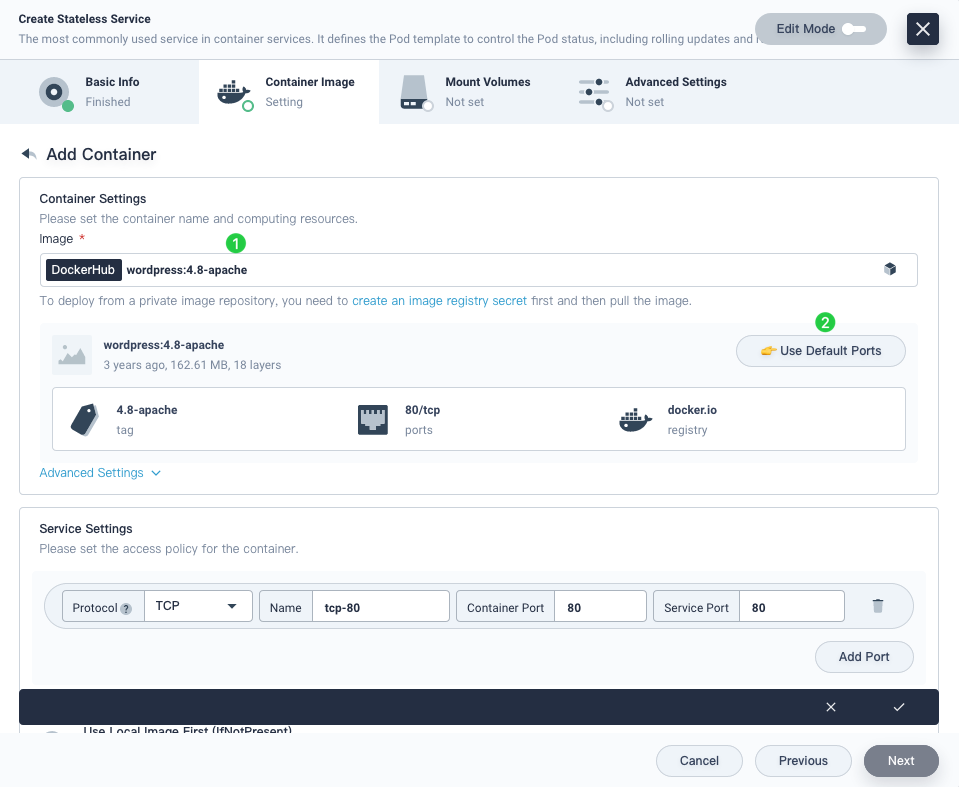 Create Stateless Service
The most commonly used service in container services. It defines the Pod template to control the Pod status, including rolling updates and
Edit Mode
Basic Info
Finished
Container Image
Setting
Mount Volumes
Not set
Advanced Settings
Not set
Add Container
Container Settings
Please set the container name and computing resources.
Image *
1
DockerHub wordpress:4.8-apache
To deploy from a private image repository, you need to create an image registry secret first and then pull the image.
2
wordpress:4.8-apache
3 years ago, 162.61 MB, 18 layers
👉 Use Default Ports
4.8-apache
tag
80/tcp
ports
docker.io
registry
Advanced Settings
Service Settings
Please set the access policy for the container.
Protocol ? TCP Name tcp-80 Container Port 80 Service Port 80
Add Port
Use Local Image First (IfNotPresent)
Cancel Previous Next